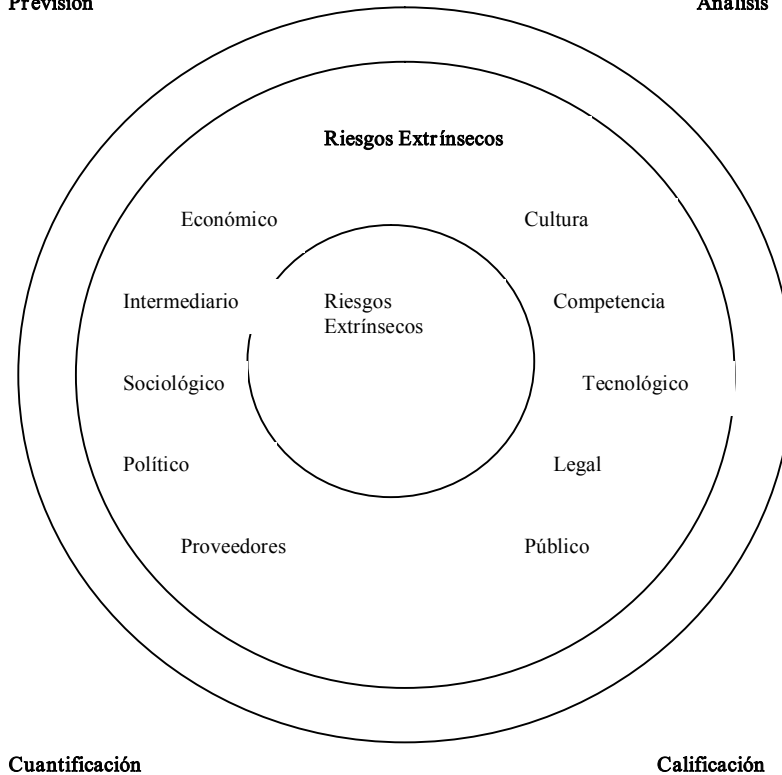 Previsión
Análisis
Riesgos Extrínsecos
Económico
Cultura
Intermediario
Riesgos
Extrínsecos
Competencia
Sociológico
Tecnológico
Político
Legal
Proveedores
Público
Cuantificación
Calificación